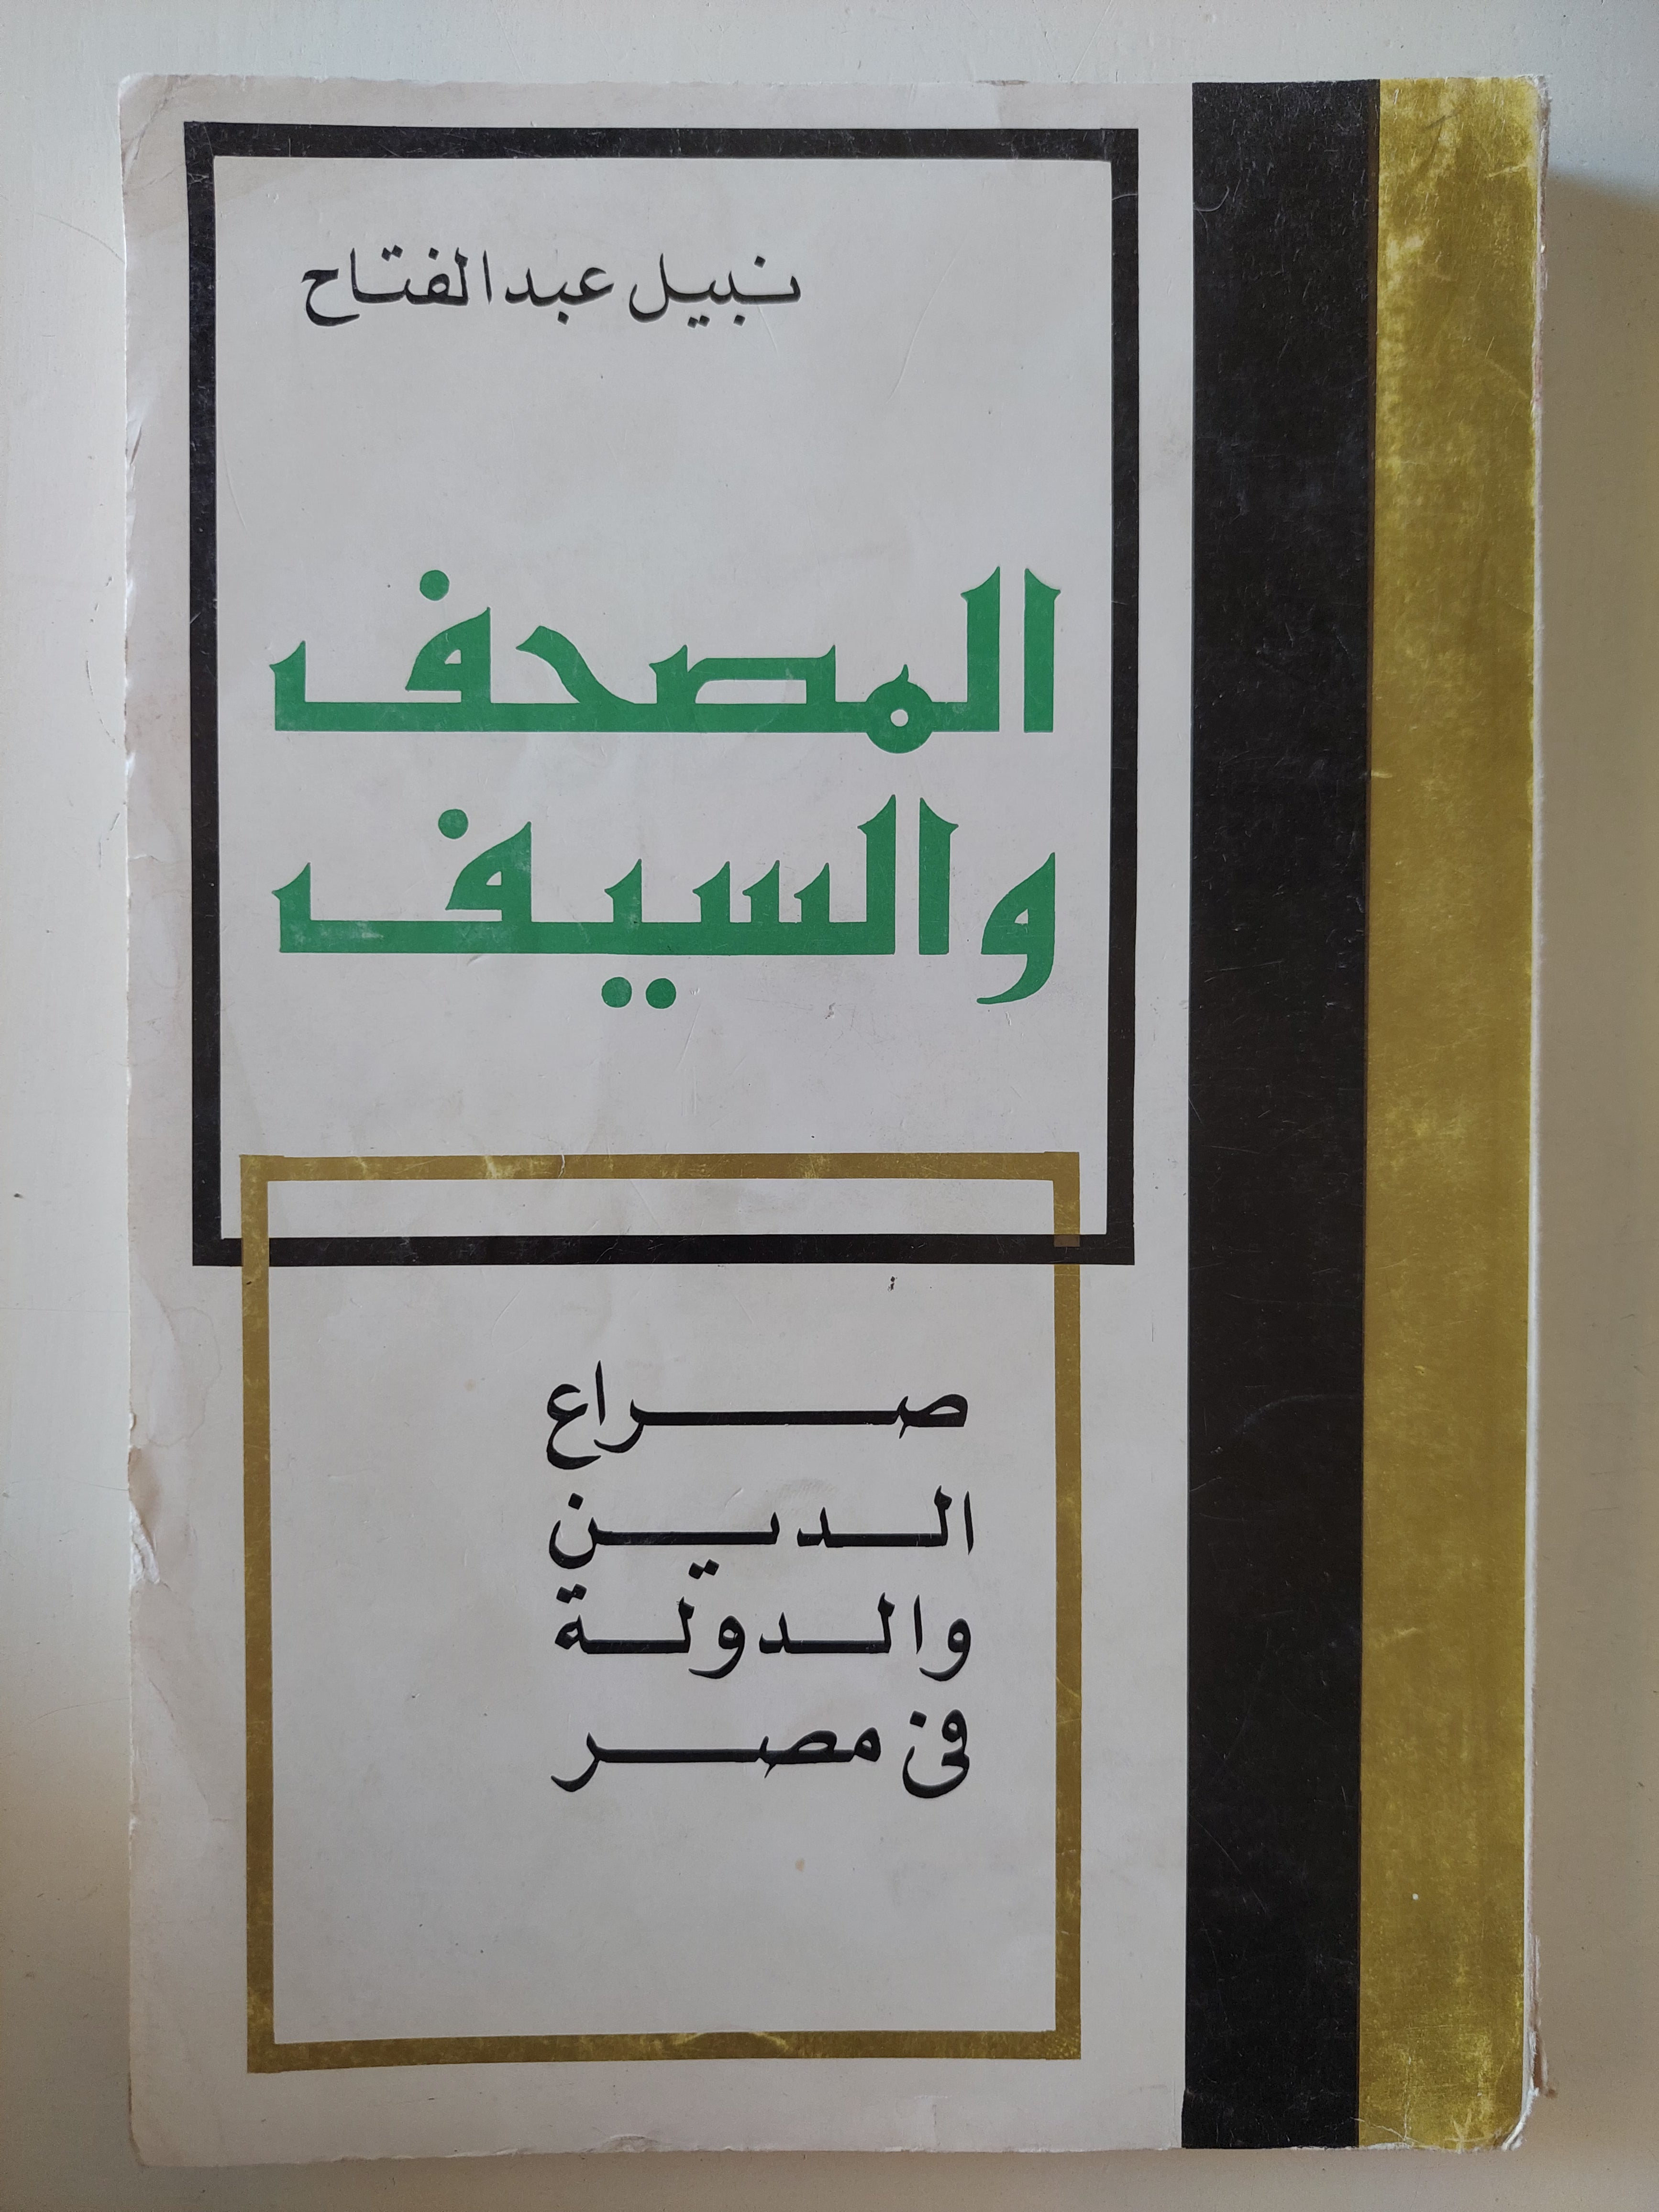 نبيل عبد الفتاح
المصحف
والسيف
صراع
الدين
والدولة
فى مصر